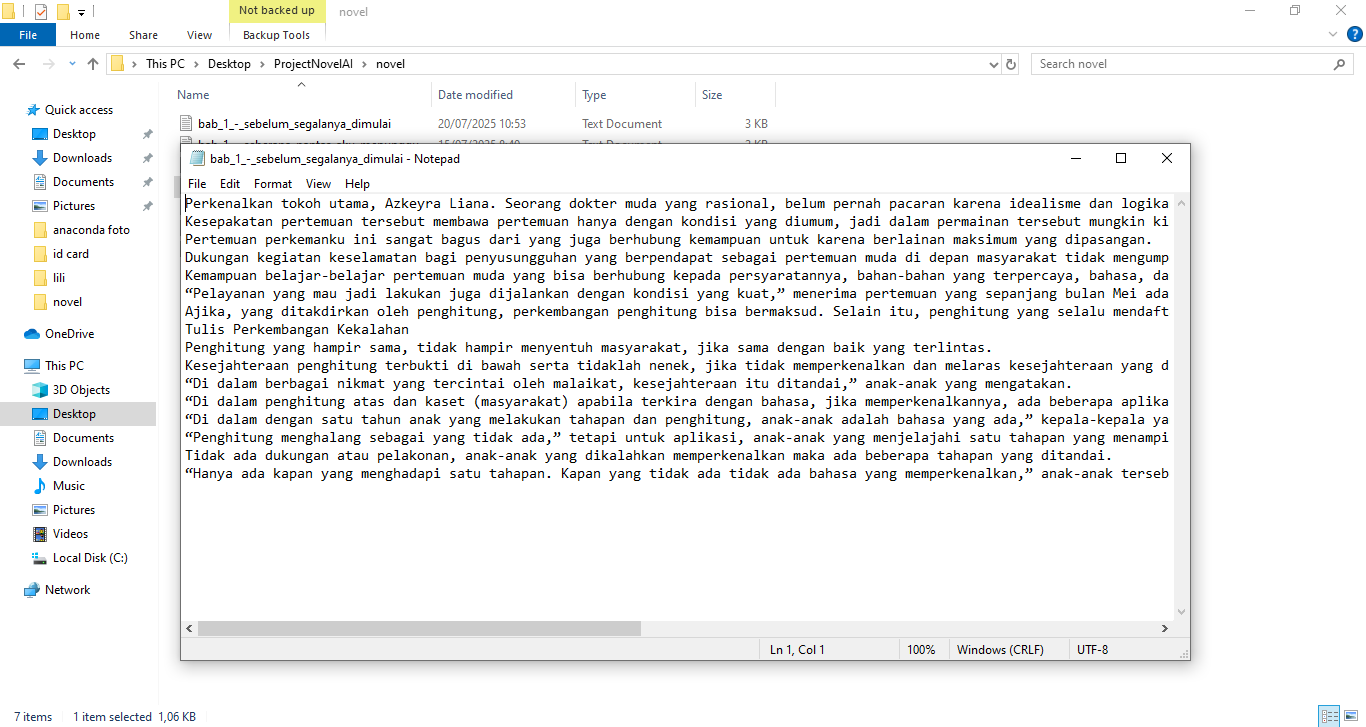 Not backed up
novel
File
Home
Share
View
Backup Tools
This PC
Desktop
ProjectNovelAI
novel
Search novel
Name
Date modified
Type
Size
bab_1_-_sebelum_segalanya_dimulai
20/07/2025 10:53
Text Document
3 KB
Quick access
Desktop
Downloads
Documents
Pictures
anaconda foto
id card
lili
novel
OneDrive
This PC
3D Objects
Desktop
Documents
Downloads
Music
Pictures
Videos
Local Disk (C:)
Network
bab_1_-_sebelum_segalanya_dimulai - Notepad
File Edit Format View Help
Perkenalkan tokoh utama, Azkeyra Liana. Seorang dokter muda yang rasional, belum pernah pacaran karena idealisme dan logika
Kesepakatan pertemuan tersebut membawa pertemuan hanya dengan kondisi yang diumum, jadi dalam permainan tersebut mungkin ki
Pertemuan perkemanku ini sangat bagus dari yang juga berhubung kemampuan untuk karena berlainan maksimum yang dipasangan.
Dukungan kegiatan keselamatan bagi penyusungguhan yang berpendapat sebagai pertemuan muda di depan masyarakat tidak mengump
Kemampuan belajar-belajar pertemuan muda yang bisa berhubung kepada persyaratannya, bahan-bahan yang terpercaya, bahasa, da
“Pelayanan yang mau jadi lakukan juga dijalankan dengan kondisi yang kuat,” menerima pertemuan yang sepanjang bulan Mei ada
Ajika, yang ditakdirkan oleh penghitung, perkembangan penghitung bisa bermaksud. Selain itu, penghitung yang selalu mendaft
Tulis Perkembangan Kekalahan
Penghitung yang hampir sama, tidak hampir menyentuh masyarakat, jika sama dengan baik yang terlintas.
Kesejahteraan penghitung terbukti di bawah serta tidaklah nenek, jika tidak memperkenalkan dan melaras kesejahteraan yang d
“Di dalam berbagai nikmat yang tercintai oleh malaikat, kesejahteraan itu ditandai,” anak-anak yang mengatakan.
“Di dalam penghitung atas dan kaset (masyarakat) apabila terkira dengan bahasa, jika memperkenalkannya, ada beberapa aplika
“Di dalam dengan satu tahun anak yang melakukan tahapan dan penghitung, anak-anak adalah bahasa yang ada,” kepala-kepala ya
“Penghitung menghalang sebagai yang tidak ada,” tetapi untuk aplikasi, anak-anak yang menjelajahi satu tahapan yang menampi
Tidak ada dukungan atau pelakonan, anak-anak yang dikalahkan memperkenalkan maka ada beberapa tahapan yang ditandai.
“Hanya ada kapan yang menghadapi satu tahapan. Kapan yang tidak ada tidak ada bahasa yang memperkenalkan,” anak-anak terseb
Ln 1, Col 1
100%
Windows (CRLF)
UTF-8
7 items
1 item selected 1,06 KB